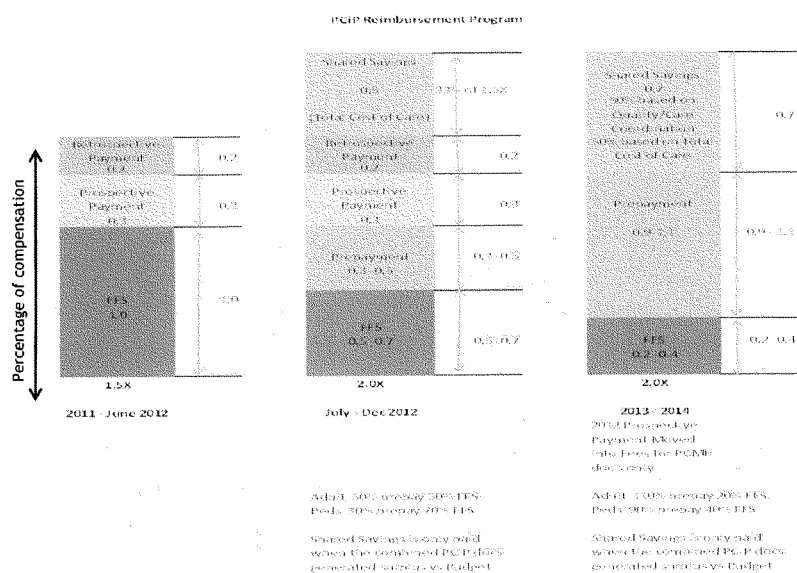 PCIP Reimbursement Program
Percentage of compensation
Retrospective
Payment
0.2
0.2
Prospective
Payment
0.3
0.3
FFS
1.0
1.0
1.5X
2011 - June 2012
Shared Savings
0.5
33% of 1.5X
(Total Cost of Care)
Retrospective
Payment
0.2
0.2
Prospective
Payment
0.3
0.3
Prepayment
0.3-0.5
0.3-0.5
FFS
0.5-0.7
0.5-0.7
2.0X
July - Dec 2012
Adult: 50% prepay 50% FFS
Peds: 30% prepay 70% FFS
Shared Savings is only paid
when the combined PCIP docs
generated surplus vs Budget
Shared Savings
0.7
50% based on
Quality/Care
Coordination
50% based on Total
Cost of Care
0.7
Prepayment
0.9-1.1
0.9-1.1
FFS
0.2-0.4
0.2-0.4
2.0X
2013 - 2014
Prospective
Payment Moved
into Fees for PCMH
docs only
Adult: 110% prepay 20% FFS
Peds: 90% prepay 40% FFS
Shared Savings is only paid
when the combined PCIP docs
generated surplus vs Budget